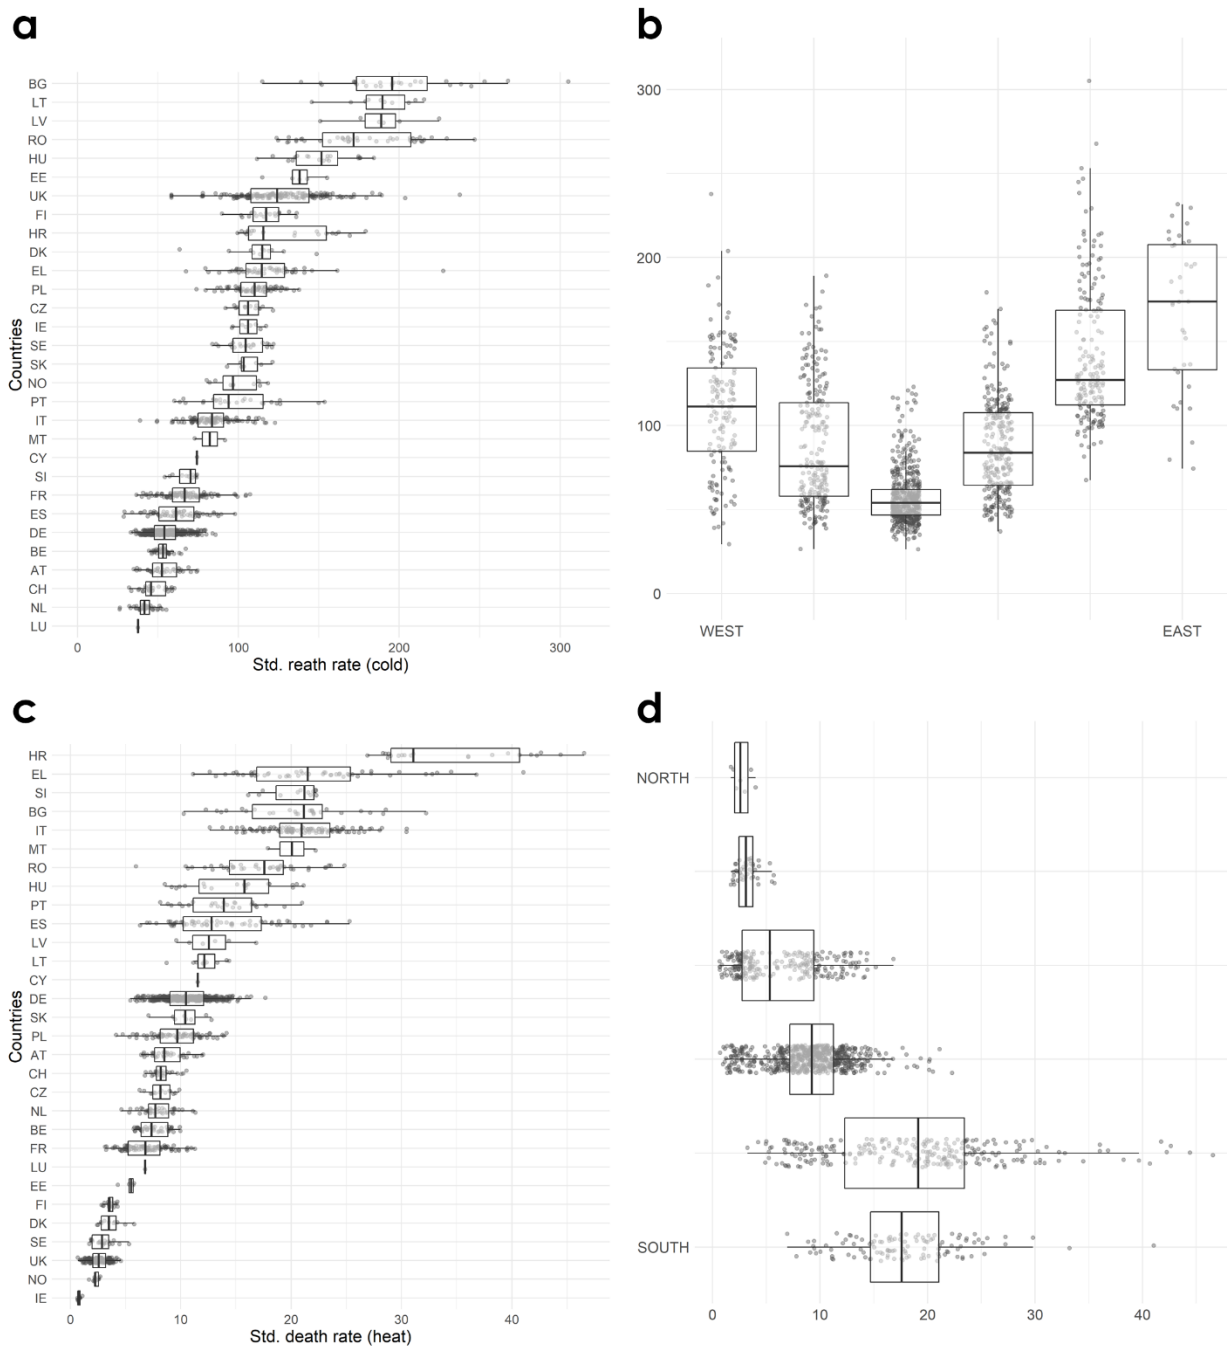 a
BG
LT
LV
RO
HU
EE
UK
FI
HR
DK
EL
PL
CZ
IE
SE
SK
NO
PT
IT
MT
CY
SI
FR
ES
DE
BE
AT
CH
NL
LU
Countries
0 100 200 300
Std. reath rate (cold)
b
300
200
100
0
WEST EAST
c
HR
EL
SI
BG
IT
MT
RO
HU
PT
ES
LV
LT
CY
DE
SK
PL
AT
CH
CZ
NL
BE
FR
LU
EE
FI
DK
SE
UK
NO
IE
Countries
0 10 20 30 40
Std. death rate (heat)
d
NORTH
SOUTH
0 10 20 30 40